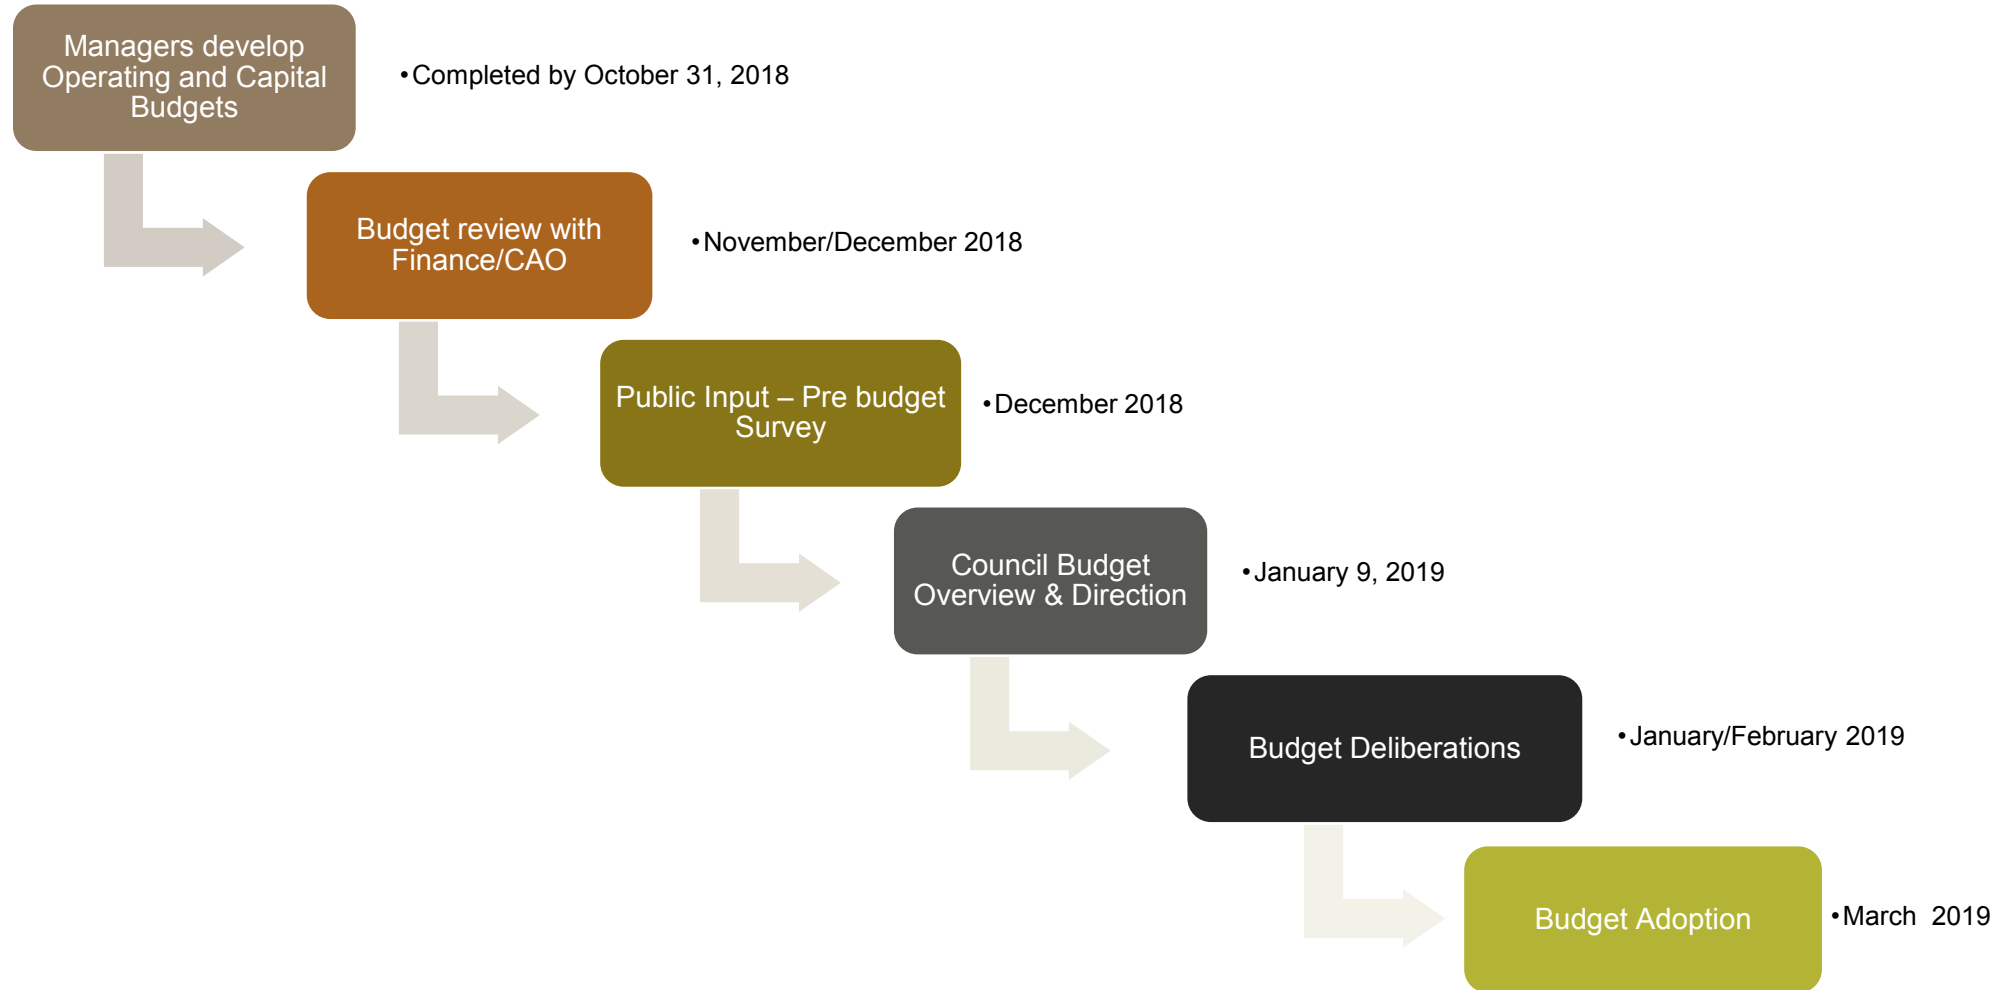 Managers develop
Operating and Capital
Budgets
•Completed by October 31, 2018
Budget review with
Finance/CAO
•November/December 2018
Public Input – Pre budget
Survey
•December 2018
Council Budget
Overview & Direction
•January 9, 2019
Budget Deliberations
•January/February 2019
Budget Adoption
•March  2019